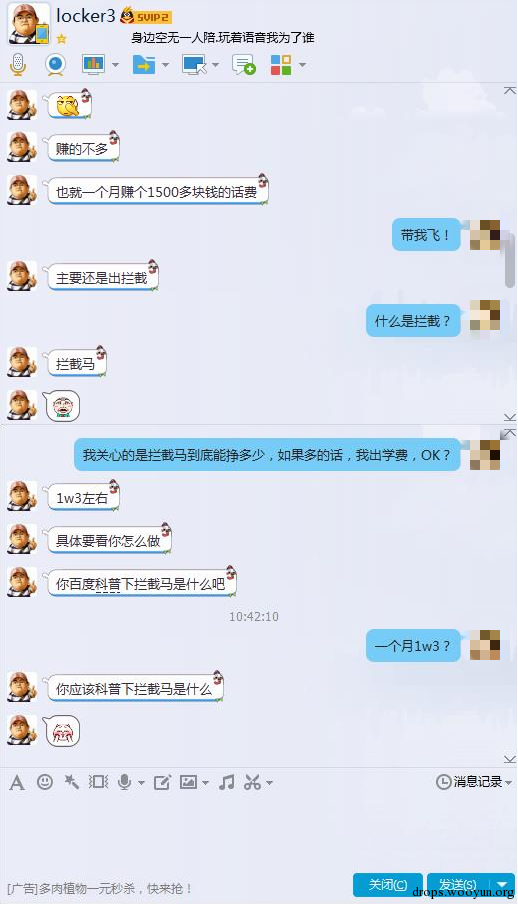 locker3 SVIP2
身边空无一人陪.玩着语音我为了谁
赚的不多
也就一个月赚个1500多块钱的话费
带我飞！
主要还是出拦截
什么是拦截？
拦截马
我关心的是拦截马到底能挣多少，如果多的话，我出学费，OK？
1w3左右
具体要看你怎么做
你百度科普下拦截马是什么吧
10:42:10
一个月1w3？
你应该科普下拦截马是什么
消息记录
[广告]多肉植物一元秒杀，快来抢！
关闭(C)
发送(S)
drops.wooyun.org